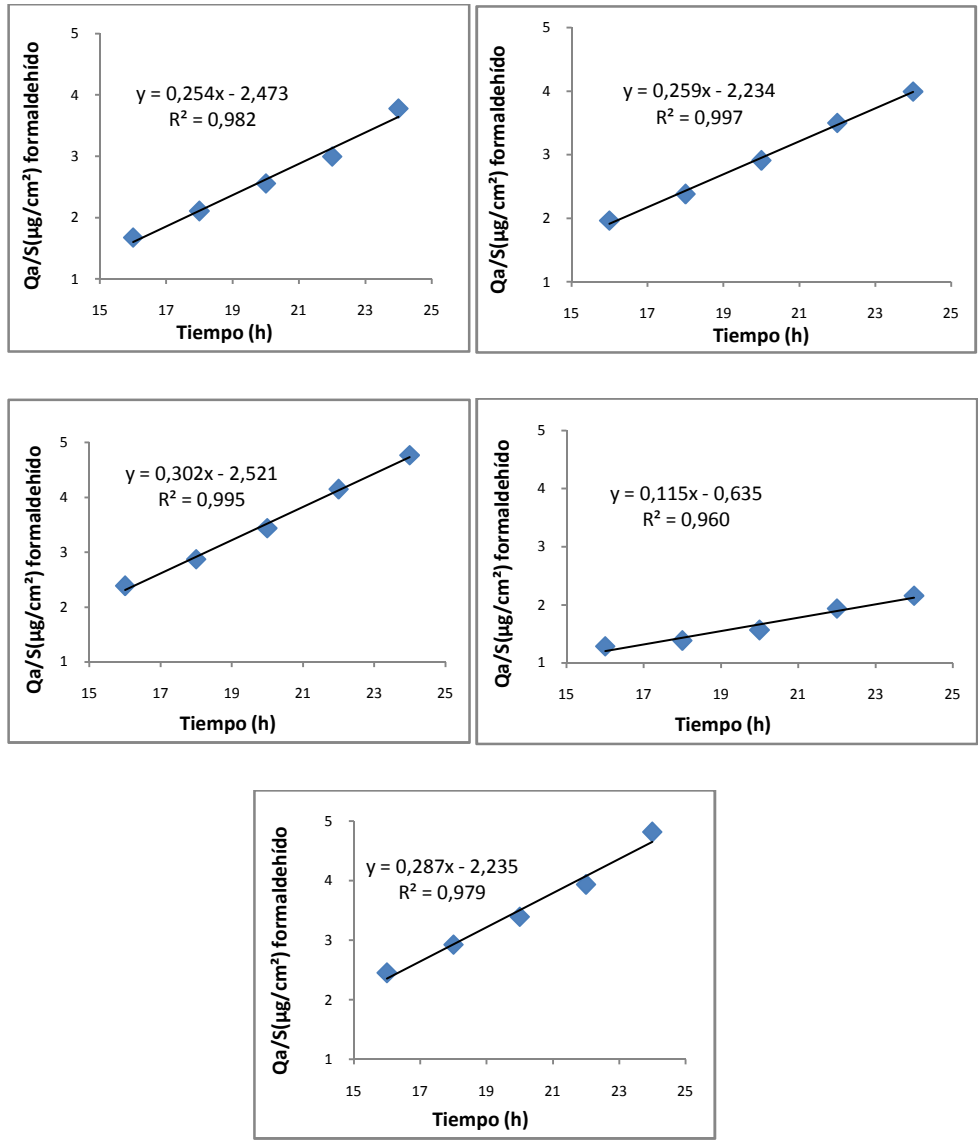 Qa/S(µg/cm²) formaldehído
5
4
3
2
1
y = 0,254x - 2,473
R² = 0,982
15 17 19 21 23 25
Tiempo (h)
Qa/S(µg/cm²) formaldehído
5
4
3
2
1
y = 0,259x - 2,234
R² = 0,997
15 17 19 21 23 25
Tiempo (h)
Qa/S(µg/cm²) formaldehído
5
4
3
2
1
y = 0,302x - 2,521
R² = 0,995
15 17 19 21 23 25
Tiempo (h)
Qa/S(µg/cm²) formaldehído
5
4
3
2
1
y = 0,115x - 0,635
R² = 0,960
15 17 19 21 23 25
Tiempo (h)
Qa/S(µg/cm²) formaldehído
5
4
3
2
1
y = 0,287x - 2,235
R² = 0,979
15 17 19 21 23 25
Tiempo (h)